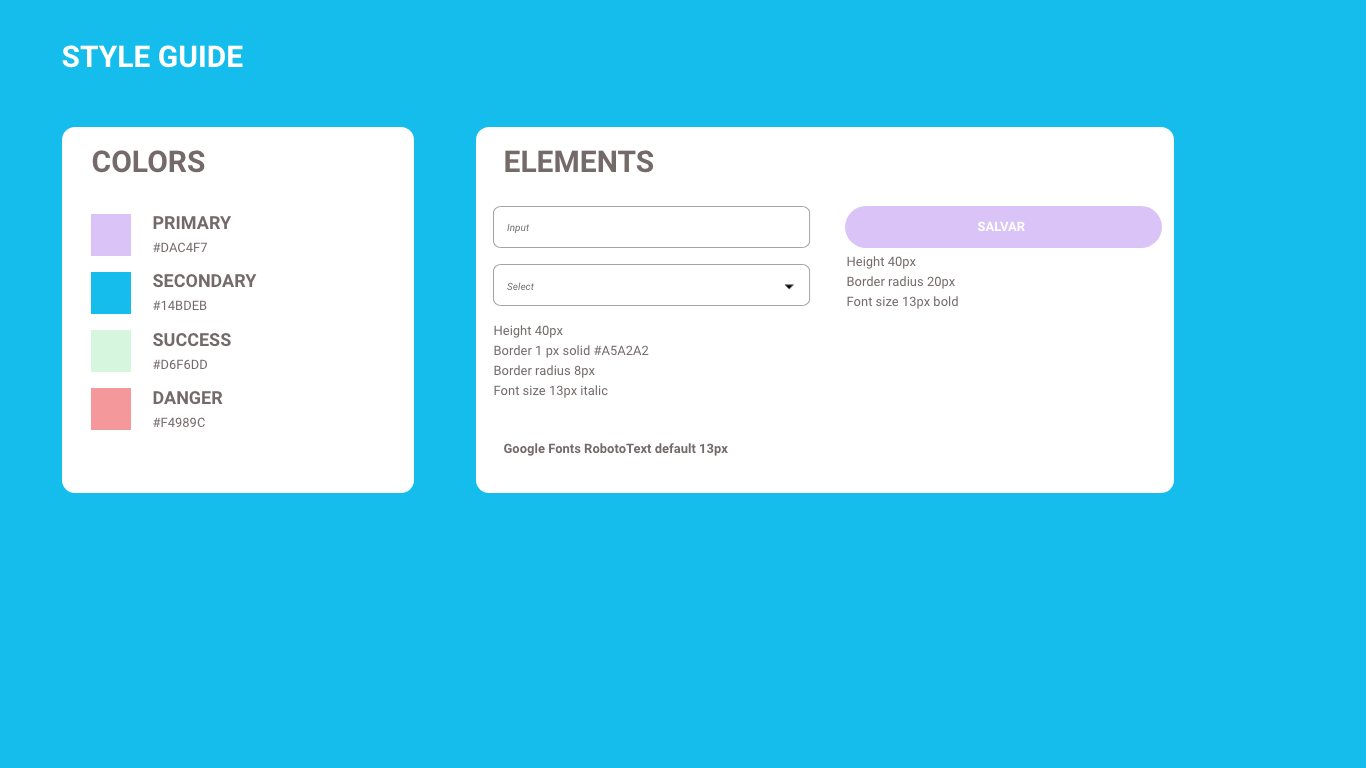 STYLE GUIDE
COLORS
PRIMARY
#DAC4F7
SECONDARY
#14BDEB
SUCCESS
#D6F6DD
DANGER
#F4989C
ELEMENTS
Input
Select
Height 40px
Border 1 px solid #A5A2A2
Border radius 8px
Font size 13px italic
SALVAR
Height 40px
Border radius 20px
Font size 13px bold
Google Fonts RobotoText default 13px